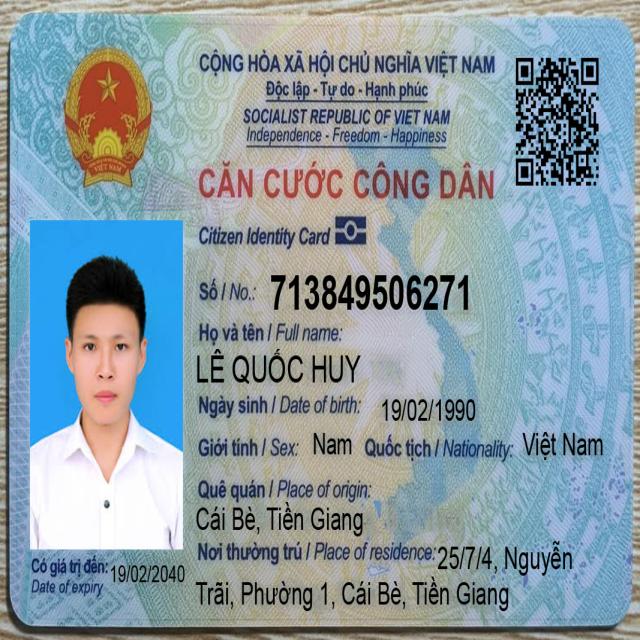 CỘNG HÒA XÃ HỘI CHỦ NGHĨA VIỆT NAM
Độc lập - Tự do - Hạnh phúc
SOCIALIST REPUBLIC OF VIET NAM
Independence - Freedom - Happiness
CĂN CƯỚC CÔNG DÂN
Citizen Identity Card
Số / No.: 713849506271
Họ và tên / Full name:
LÊ QUỐC HUY
Ngày sinh / Date of birth: 19/02/1990
Giới tính / Sex: Nam Quốc tịch / Nationality: Việt Nam
Quê quán / Place of origin:
Cái Bè, Tiền Giang
Nơi thường trú / Place of residence: 25/7/4, Nguyễn
Trãi, Phường 1, Cái Bè, Tiền Giang
Có giá trị đến: 19/02/2040
Date of expiry
VIỆT NAM